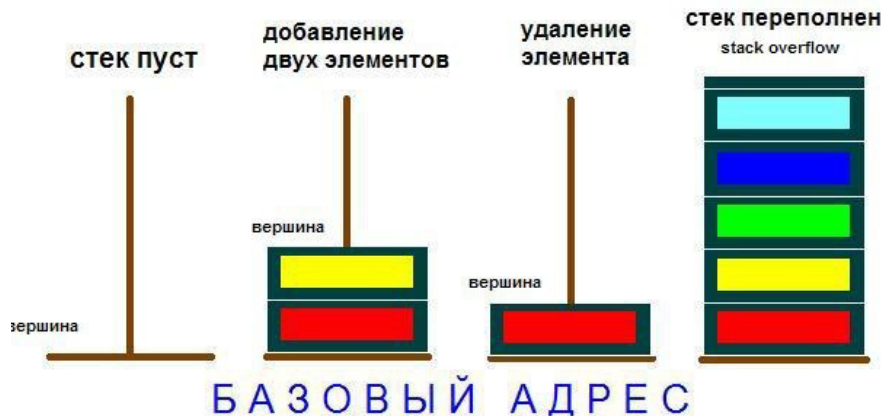 стек пуст
добавление
двух элементов
удаление
элемента
стек переполнен
stack overflow
вершина
вершина
вершина
БАЗОВЫЙ АДРЕС